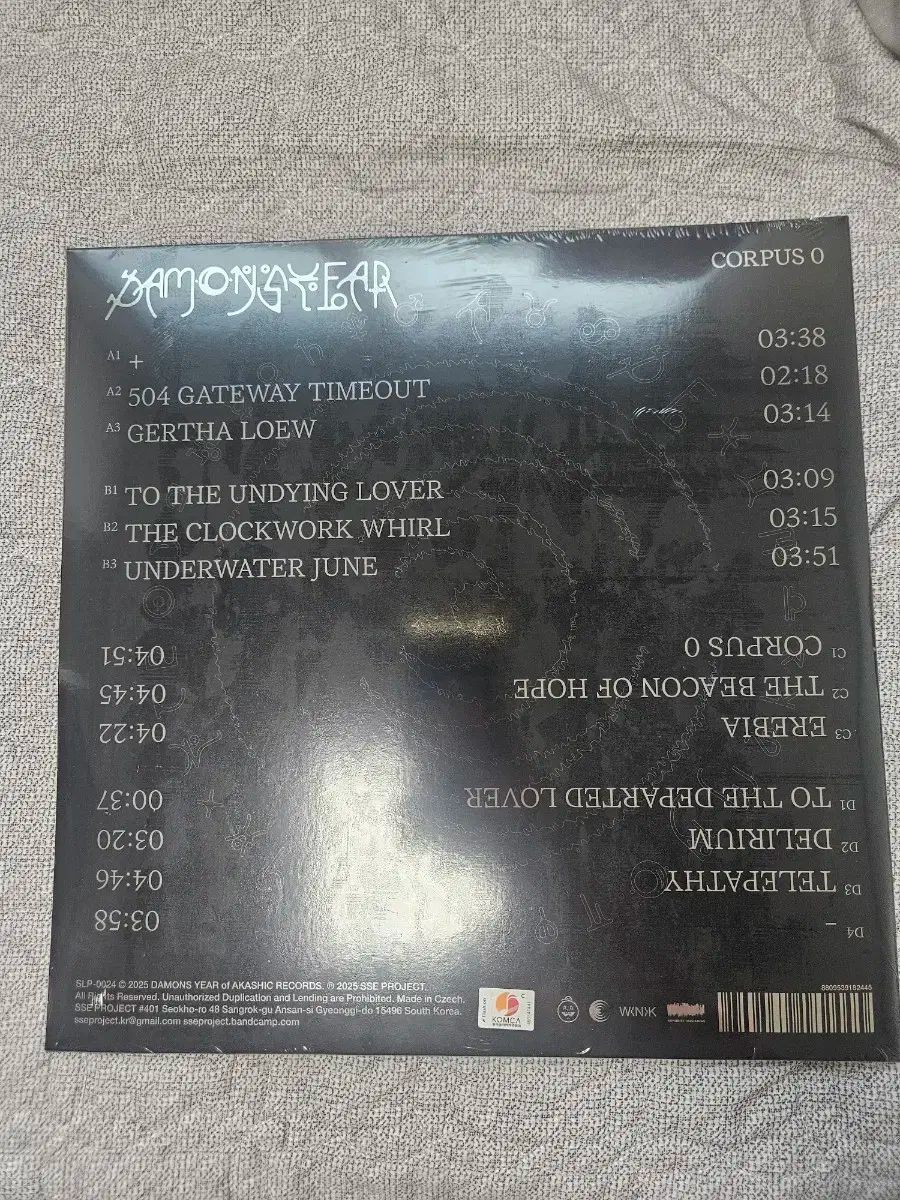 DAMONS YEAR
CORPUS 0
A1 + 03:38
A2 504 GATEWAY TIMEOUT 02:18
A3 GERTHA LOEW 03:14
B1 TO THE UNDYING LOVER 03:09
B2 THE CLOCKWORK WHIRL 03:15
B3 UNDERWATER JUNE 03:51
C1 CORPUS 0 04:51
C2 THE BEACON OF HOPE 04:45
C3 EREBIA 04:22
D1 TO THE DEPARTED LOVER 00:37
D2 DELIRIUM 03:20
D3 TELEPATHY 04:46
D4 – 03:58
SLP-0024 © 2025 DAMONS YEAR of AKASHIC RECORDS. ℗ 2025 SSE PROJECT.
All Rights Reserved. Unauthorized Duplication and Lending are Prohibited. Made in Czech.
SSE PROJECT #401 Seokho-ro 48 Sangrok-gu Ansan-si Gyeonggi-do 15496 South Korea.
sseproject.kr@gmail.com sseproject.bandcamp.com
KOMCA
8809539182445